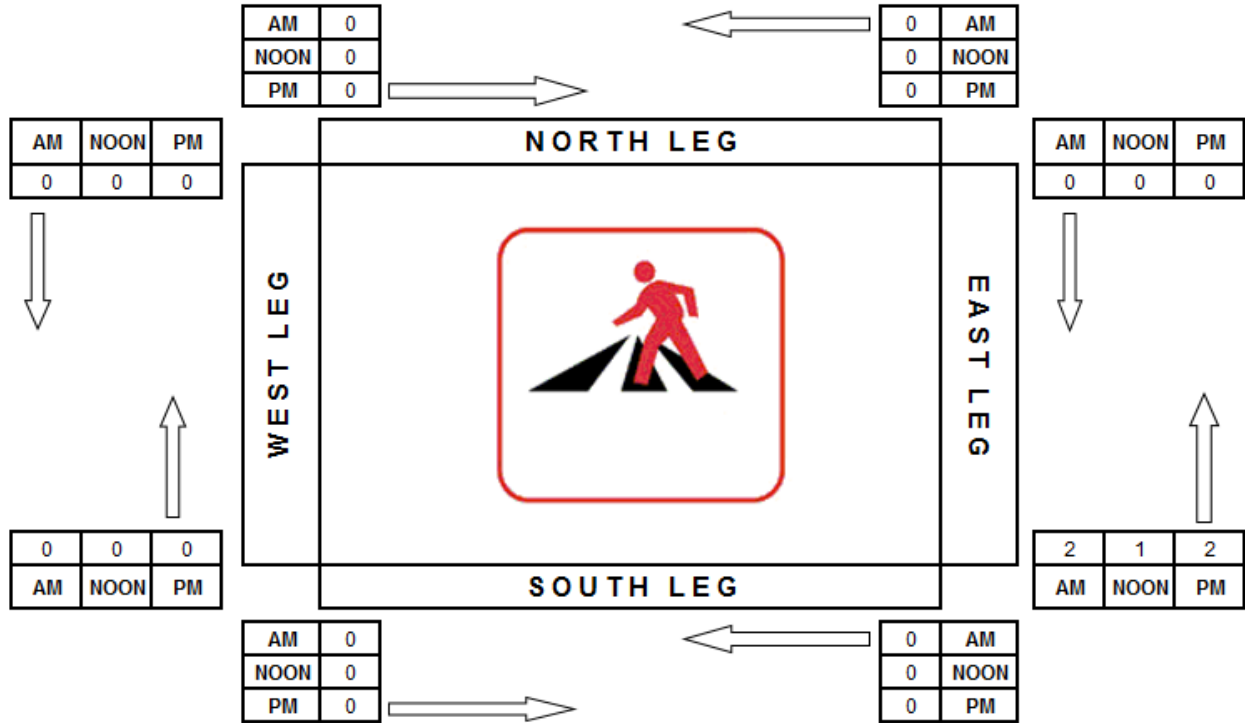 AM 0
NOON 0
PM 0
0 AM
0 NOON
0 PM
AM NOON PM
0 0 0
NORTH LEG
AM NOON PM
0 0 0
WEST LEG
EAST LEG
0 0 0
AM NOON PM
SOUTH LEG
2 1 2
AM NOON PM
AM 0
NOON 0
PM 0
0 AM
0 NOON
0 PM